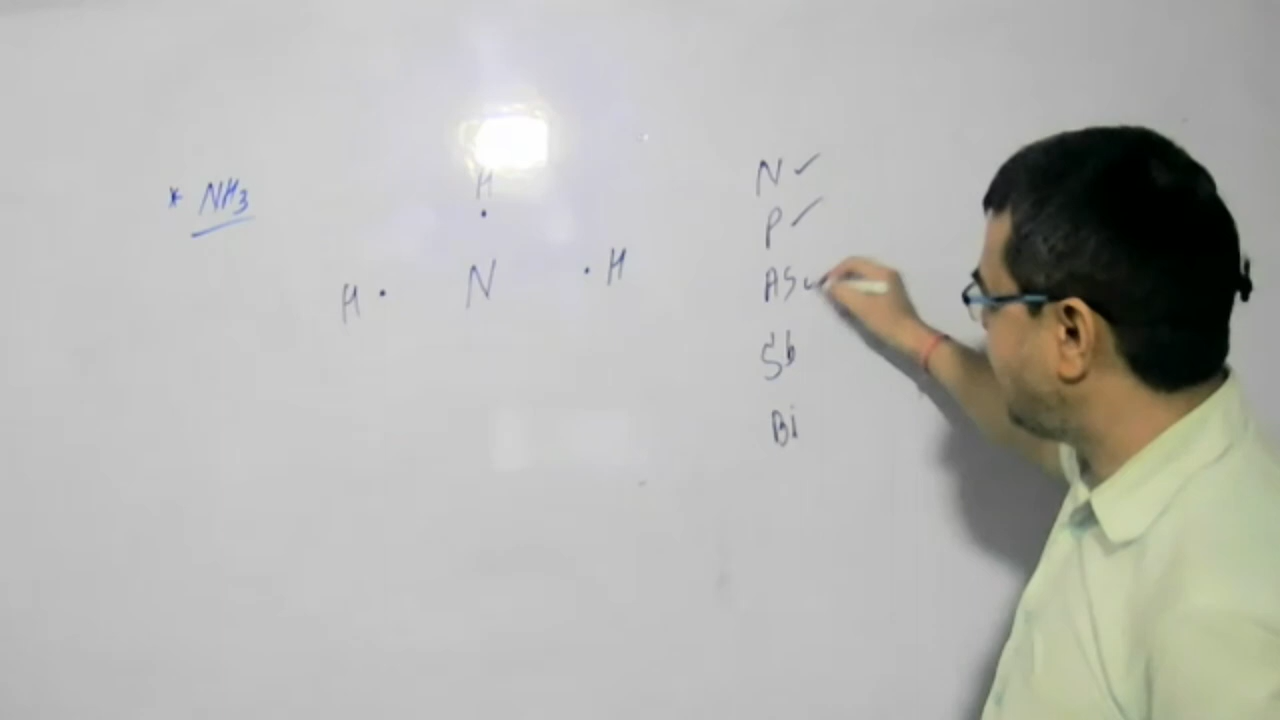 * NH3
H
H · N · H
N ✓
P ✓
As
Sb
Bi